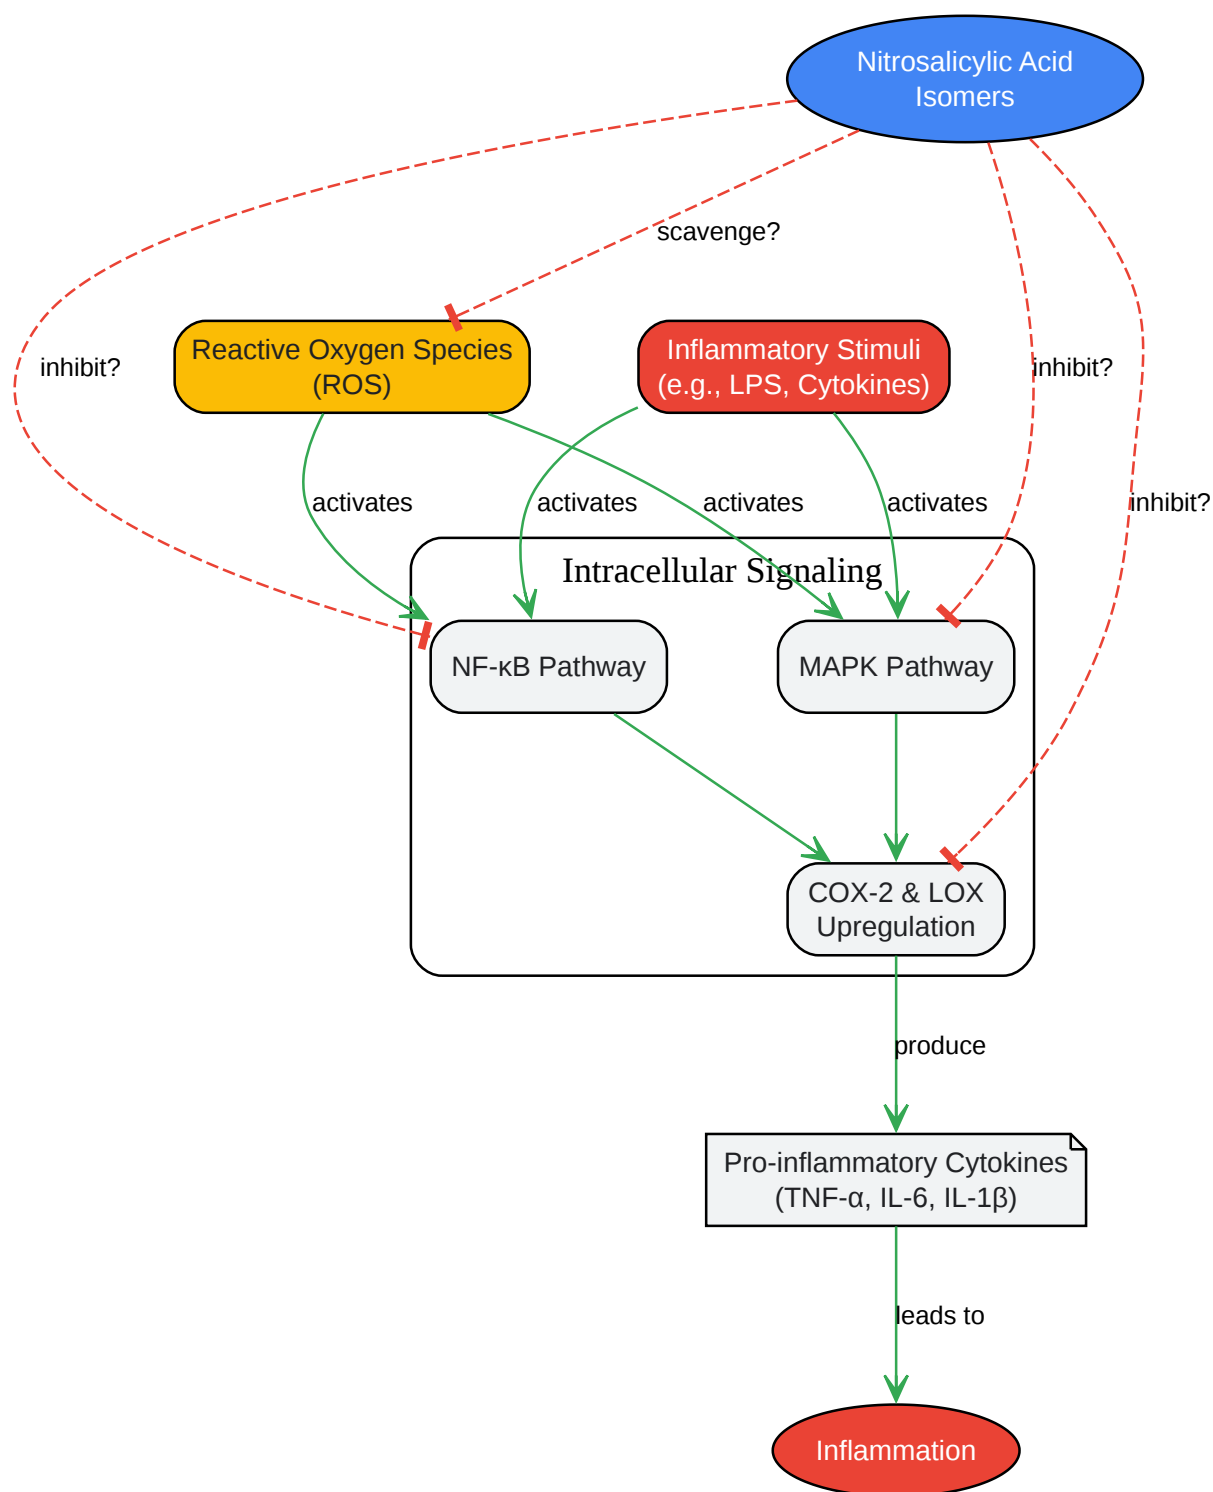 Nitrosalicylic Acid
Isomers
scavenge?
Reactive Oxygen Species
(ROS)
Inflammatory Stimuli
(e.g., LPS, Cytokines)
inhibit?
inhibit?
activates
activates
activates
activates
inhibit?
Intracellular Signaling
NF-κB Pathway
MAPK Pathway
COX-2 & LOX
Upregulation
produce
Pro-inflammatory Cytokines
(TNF-α, IL-6, IL-1β)
leads to
Inflammation